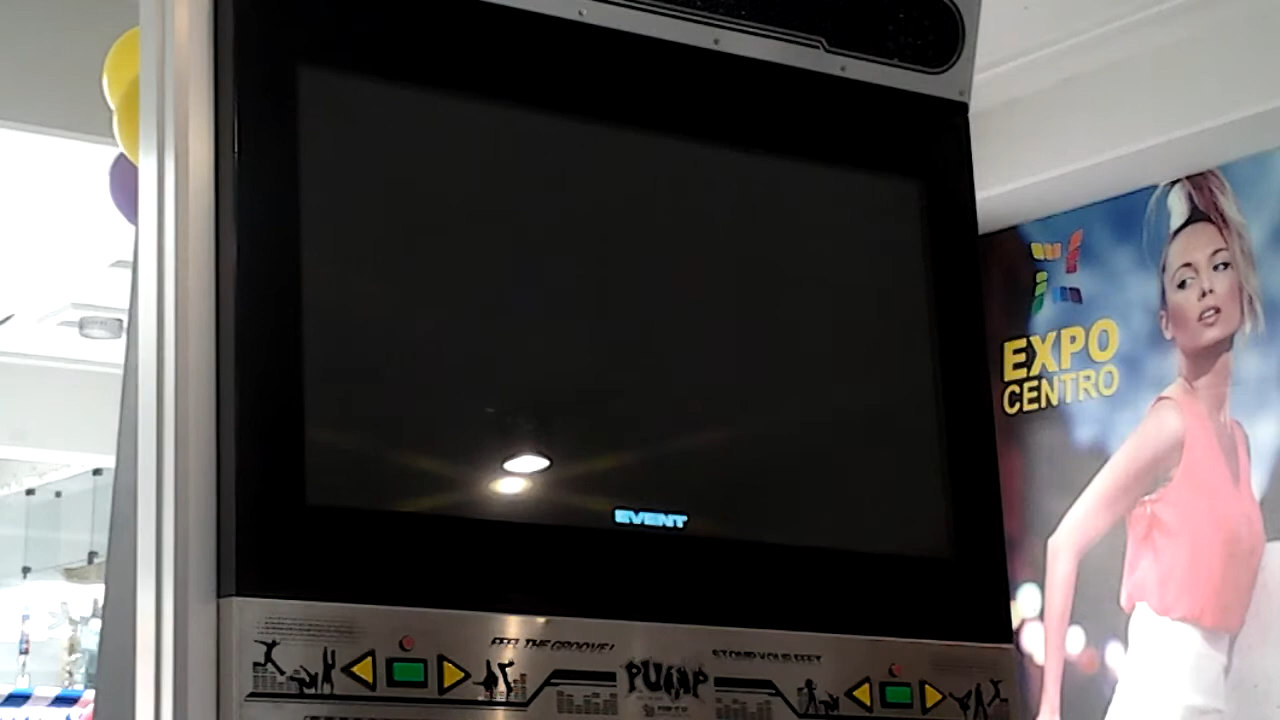 EXPO
CENTRO
EVENT
FEEL THE GROOVE!
STOMP YOUR FEET
PUMP